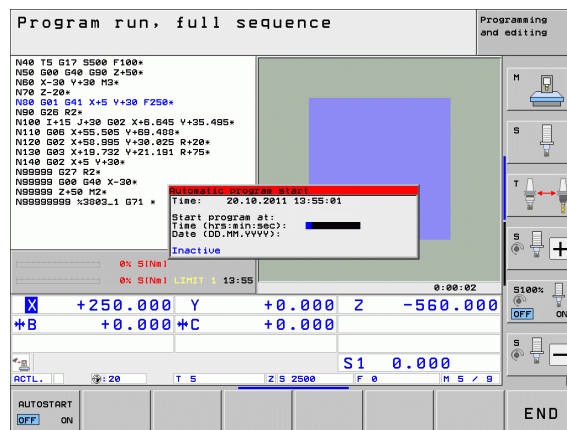 Program run, full sequence
Programming
and editing
N40 T5 G17 S500 F100*
N50 G00 G40 G90 Z+50*
N60 X-30 Y+30 M3*
N70 Z-20*
N80 G01 G41 X+5 Y+30 F250*
N90 G26 R2*
N100 I+15 J+30 G02 X+6.645 Y+35.495*
N110 G06 X+55.505 Y+69.488*
N120 G02 X+58.995 Y+30.025 R+20*
N130 G03 X+19.732 Y+21.191 R+75*
N140 G02 X+5 Y+30*
N99999 G27 R2*
N99999 G00 G40 X-30*
N99999 Z+50 M2*
N99999999 %3803_1 G71 *
Automatic program start
Time: 20.10.2011 13:55:01
Start program at:
Time (hrs:min:sec):
Date (DD.MM.YYYY):
Inactive
0% S[Nm]
0% S[Nm] LIMIT 1 13:55
0:00:02
X +250.000 Y +0.000 Z -560.000
B +0.000 C +0.000
S1 0.000
ACTL. : 20 T 5 Z S 2500 F 0 M 5 / 9
M
S
T
S
S100%
OFF ON
S
AUTOSTART
OFF ON
END